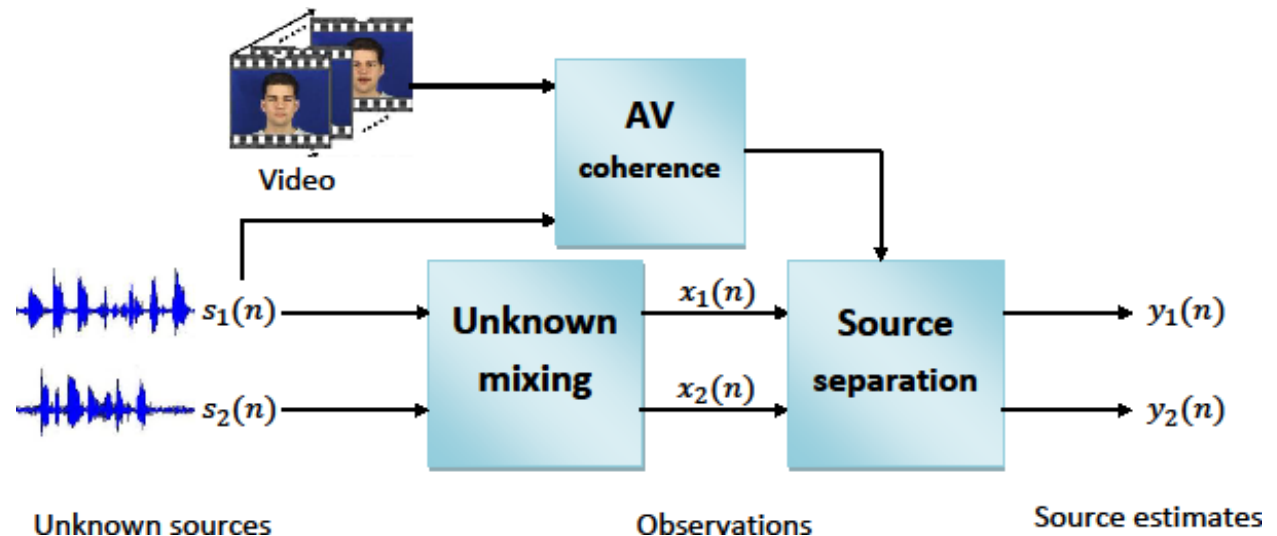 Video
AV
coherence
s₁(n)
s₂(n)
Unknown
mixing
x₁(n)
x₂(n)
Source
separation
y₁(n)
y₂(n)
Unknown sources
Observations
Source estimates